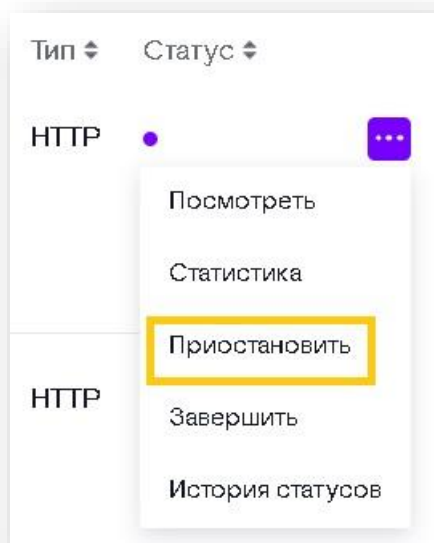 Тип Статус
HTTP
Посмотреть
Статистика
Приостановить
HTTP
Завершить
История статусов